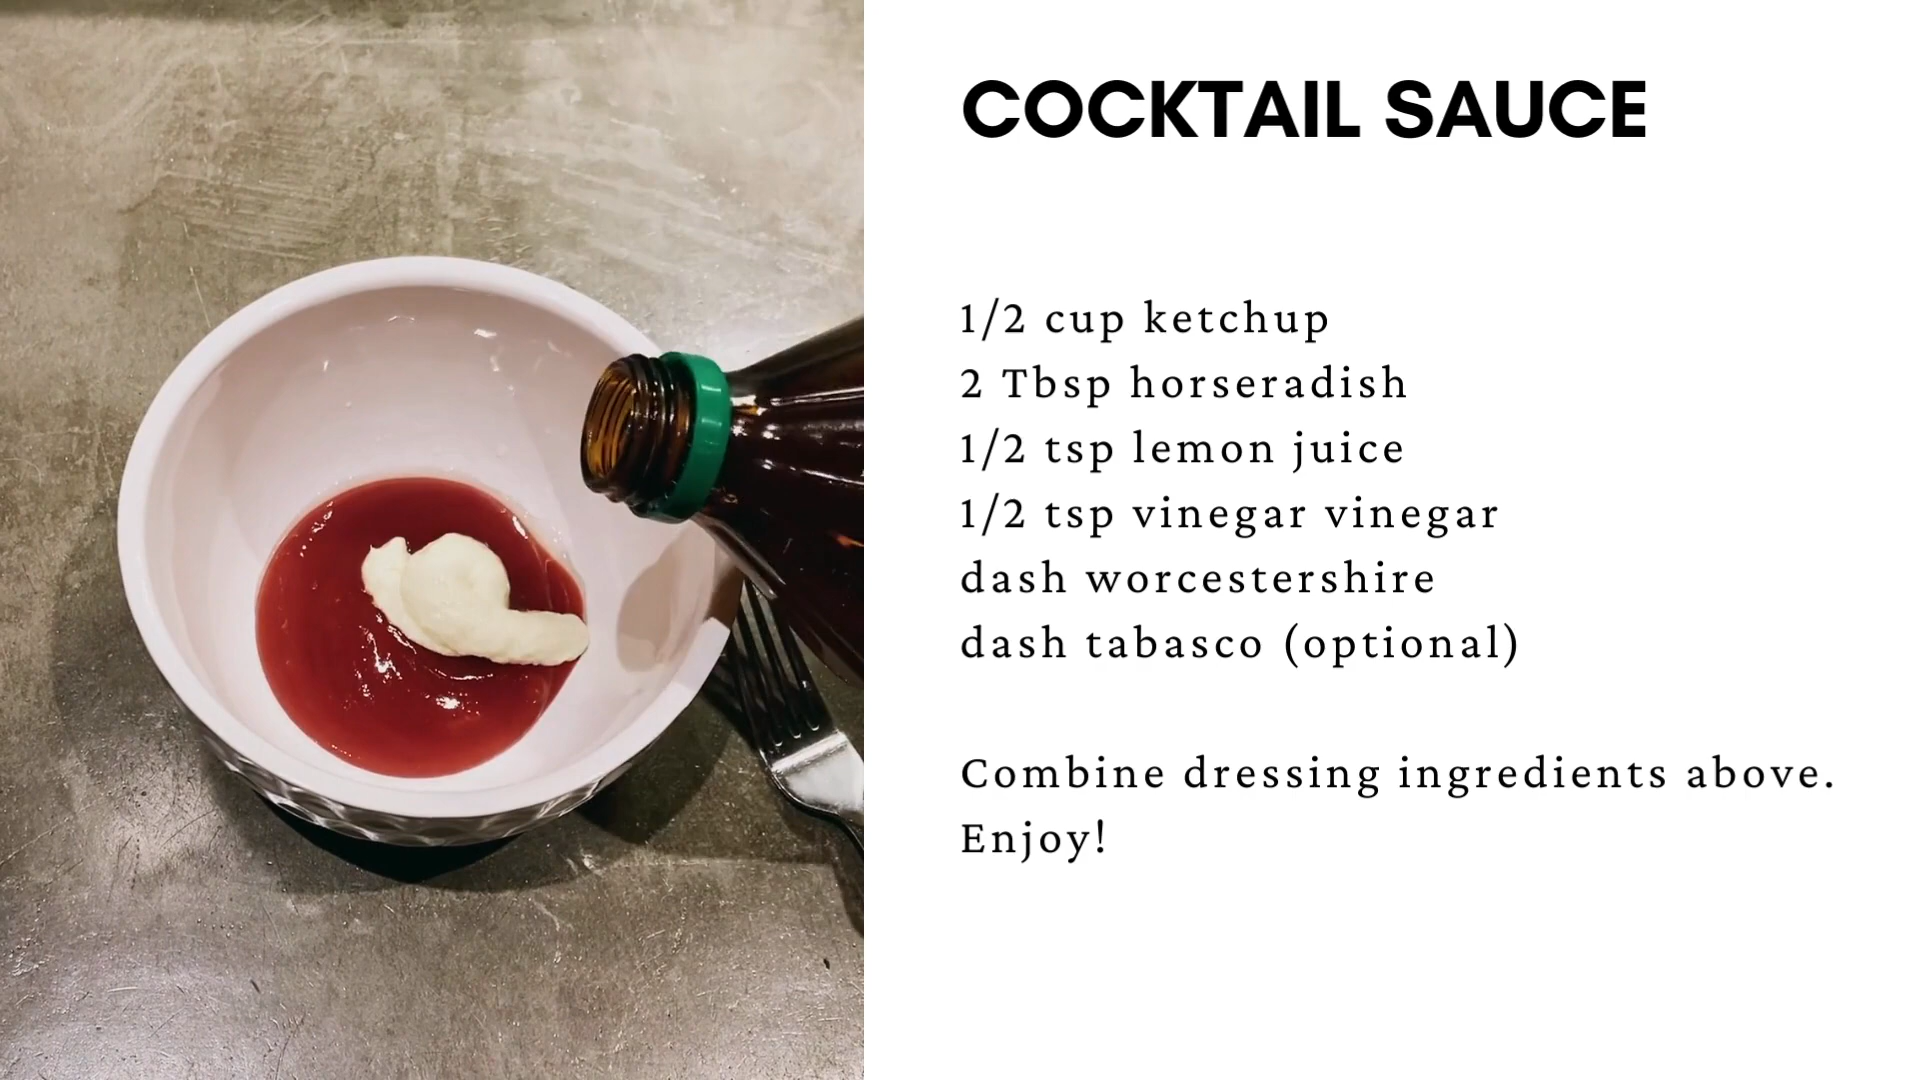 COCKTAIL SAUCE
1/2 cup ketchup
2 Tbsp horseradish
1/2 tsp lemon juice
1/2 tsp vinegar vinegar
dash worcestershire
dash tabasco (optional)
Combine dressing ingredients above.
Enjoy!